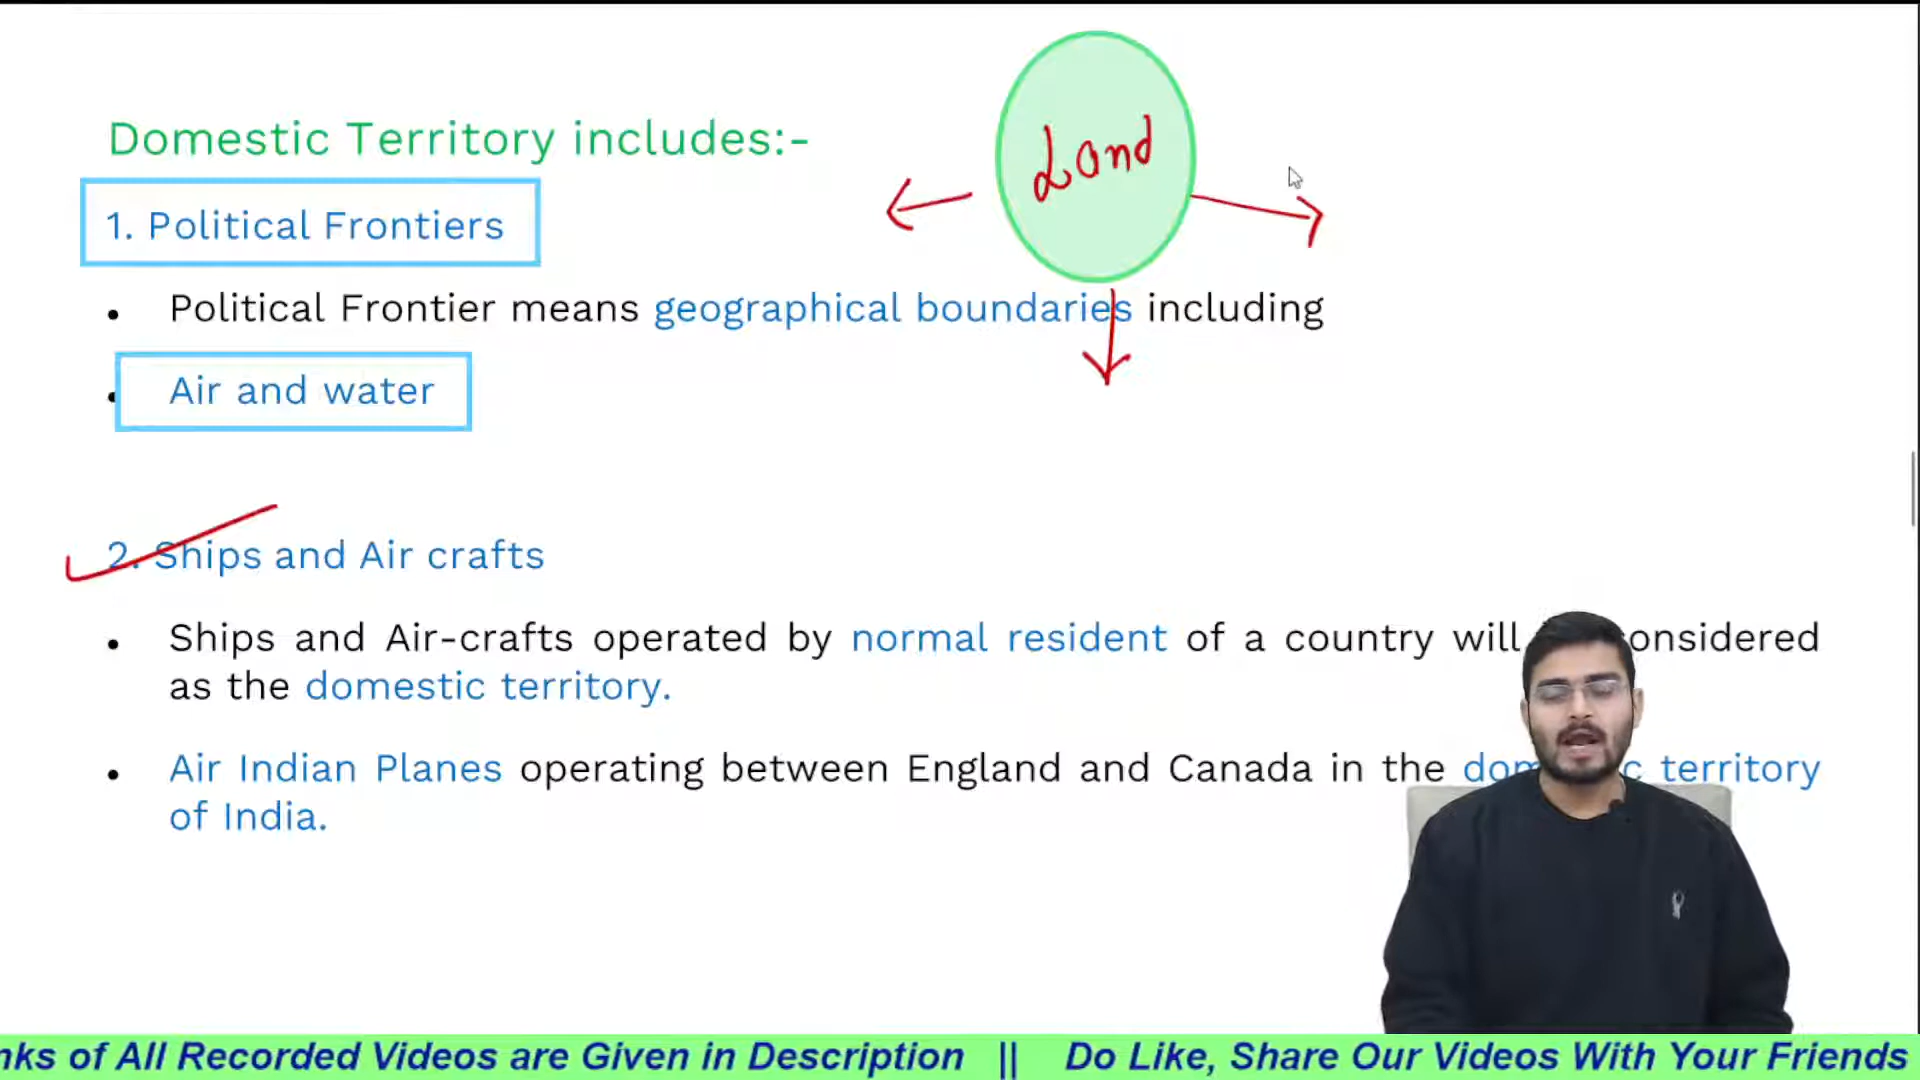 Domestic Territory includes:-
Land
1. Political Frontiers
• Political Frontier means geographical boundaries including
• Air and water
2. Ships and Air crafts
• Ships and Air-crafts operated by normal resident of a country will onsidered
as the domestic territory.
• Air Indian Planes operating between England and Canada in the dom c territory
of India.
nks of All Recorded Videos are Given in Description || Do Like, Share Our Videos With Your Friends